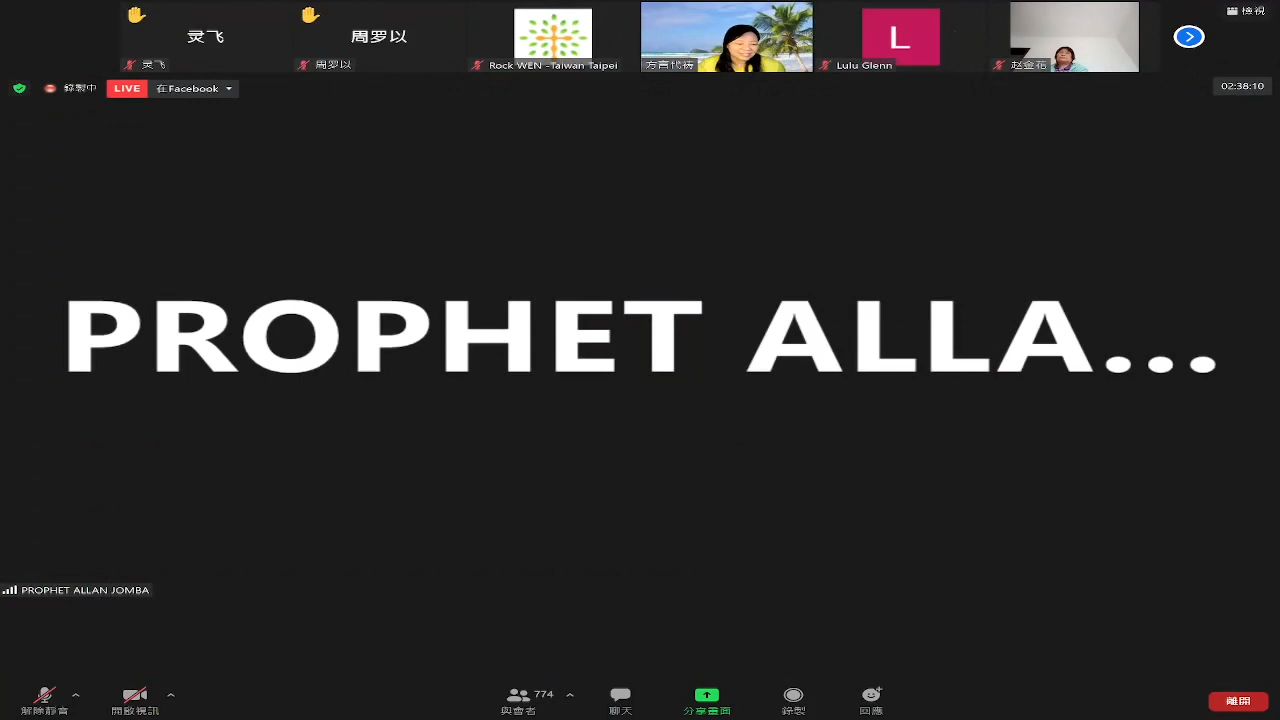 灵飞
周罗以
檢視
灵飞
周罗以
Rock WEN -Taiwan Taipei
Lulu Glenn
L
赵金花
錄製中
LIVE
在Facebook
02:38:10
PROPHET ALLA...
PROPHET ALLAN JOMBA
774
解除靜音
開啟視訊
與會者
聊天
分享畫面
錄製
回應
離開